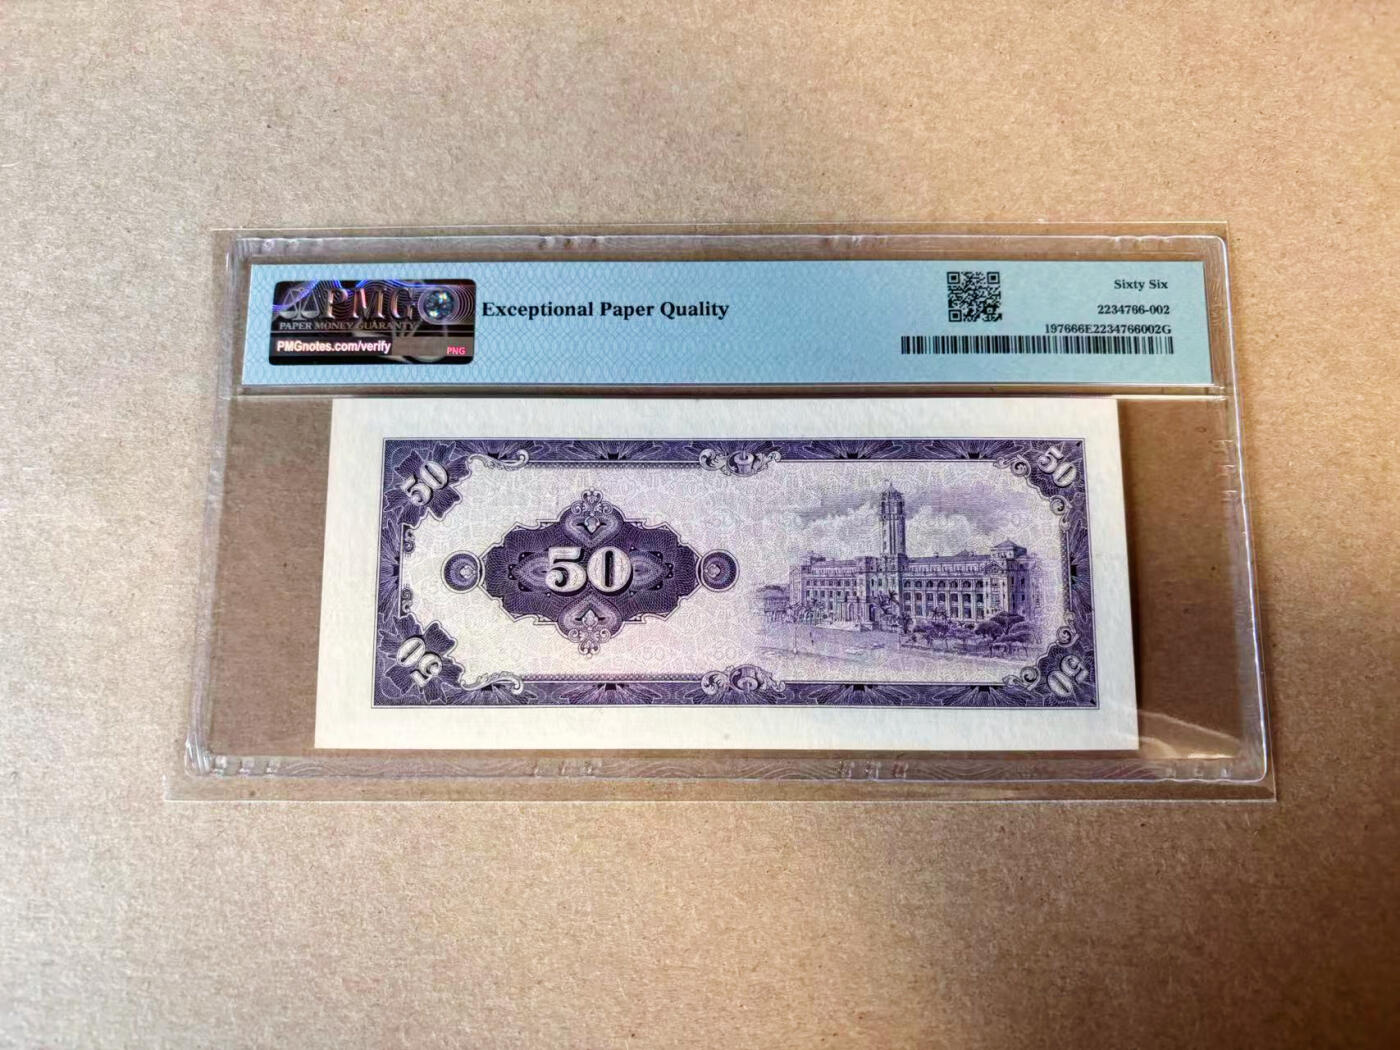 PMG
PAPER MONEY GUARANTY
PMGnotes.com/verify
PNG
Exceptional Paper Quality
Sixty Six
2234766-002
197666E2234766002G
50
50
50
50
50